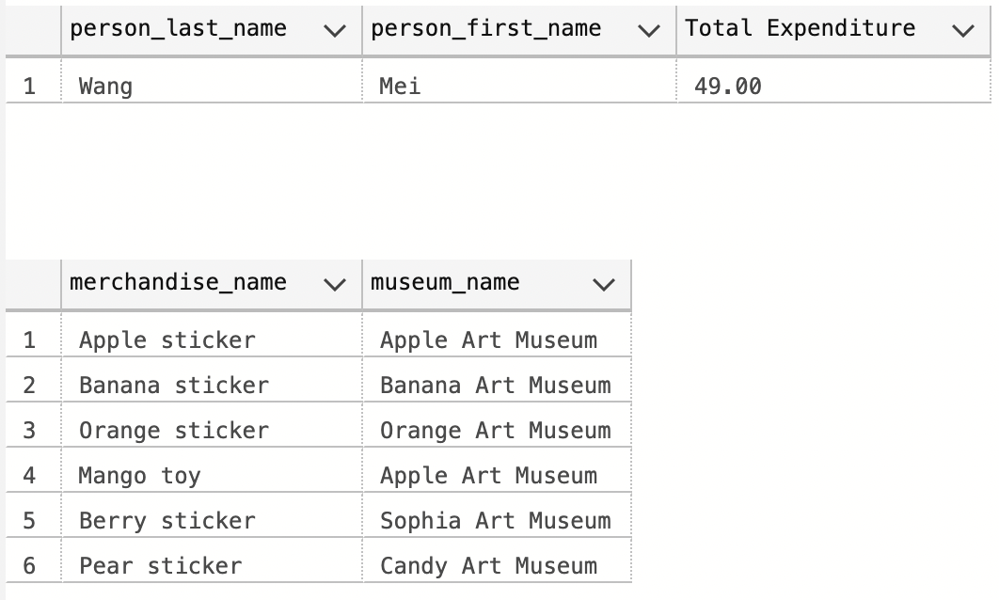 person_last_name person_first_name Total Expenditure
1 Wang Mei 49.00
merchandise_name museum_name
1 Apple sticker Apple Art Museum
2 Banana sticker Banana Art Museum
3 Orange sticker Orange Art Museum
4 Mango toy Apple Art Museum
5 Berry sticker Sophia Art Museum
6 Pear sticker Candy Art Museum